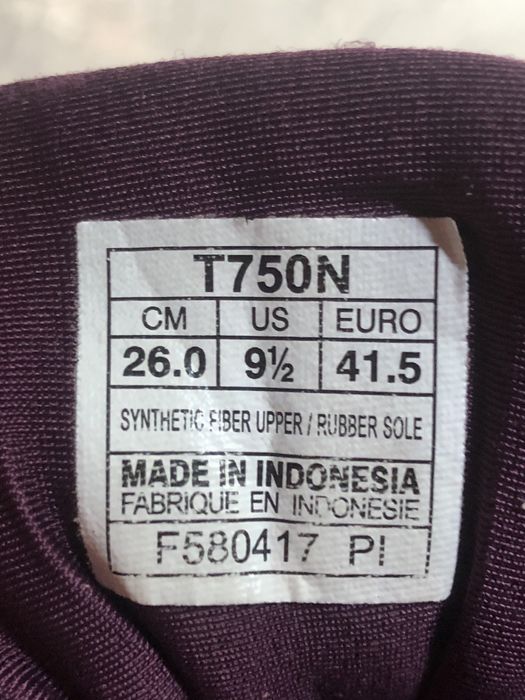 T750N
CM US EURO
26.0 9½ 41.5
SYNTHETIC FIBER UPPER / RUBBER SOLE
MADE IN INDONESIA
FABRIQUE EN INDONESIE
F580417 PI